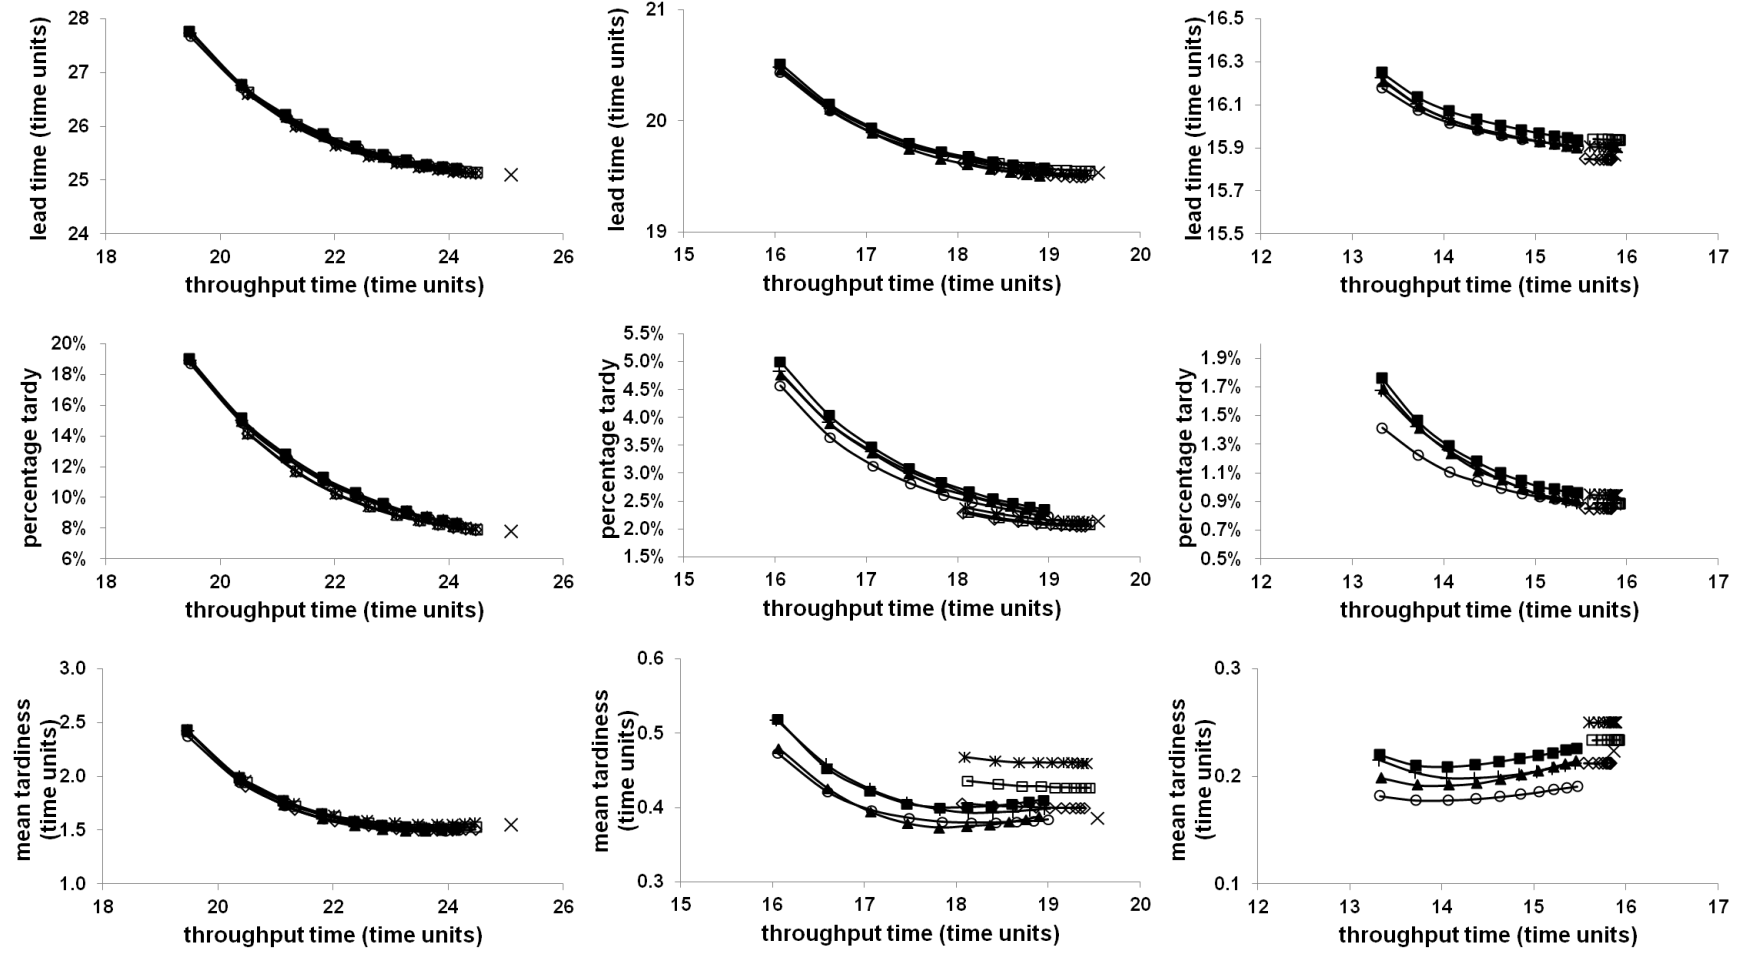 28
27
26
25
24
lead time (time units)
18 20 22 24 26
throughput time (time units)
21
20
19
lead time (time units)
15 16 17 18 19 20
throughput time (time units)
16.5
16.3
16.1
15.9
15.7
15.5
lead time (time units)
12 13 14 15 16 17
throughput time (time units)
20%
18%
16%
14%
12%
10%
8%
6%
percentage tardy
18 20 22 24 26
throughput time (time units)
5.5%
5.0%
4.5%
4.0%
3.5%
3.0%
2.5%
2.0%
1.5%
percentage tardy
15 16 17 18 19 20
throughput time (time units)
1.9%
1.7%
1.5%
1.3%
1.1%
0.9%
0.7%
0.5%
percentage tardy
12 13 14 15 16 17
throughput time (time units)
3.0
2.5
2.0
1.5
1.0
mean tardiness
(time units)
18 20 22 24 26
throughput time (time units)
0.6
0.5
0.4
0.3
mean tardiness
(time units)
15 16 17 18 19 20
throughput time (time units)
0.3
0.2
0.1
mean tardiness
(time units)
12 13 14 15 16 17
throughput time (time units)